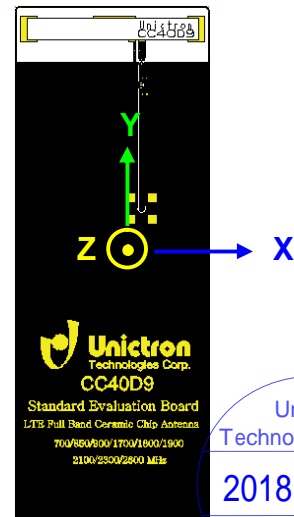 Unictron
CC40D9
Y
Z
X
Unictron
Technologies Corp.
CC40D9
Standard Evaluation Board
LTE Full Band Ceramic Chip Antenna
700/850/900/1700/1800/1900
2100/2300/2600 MHz
Un
Techno
2018